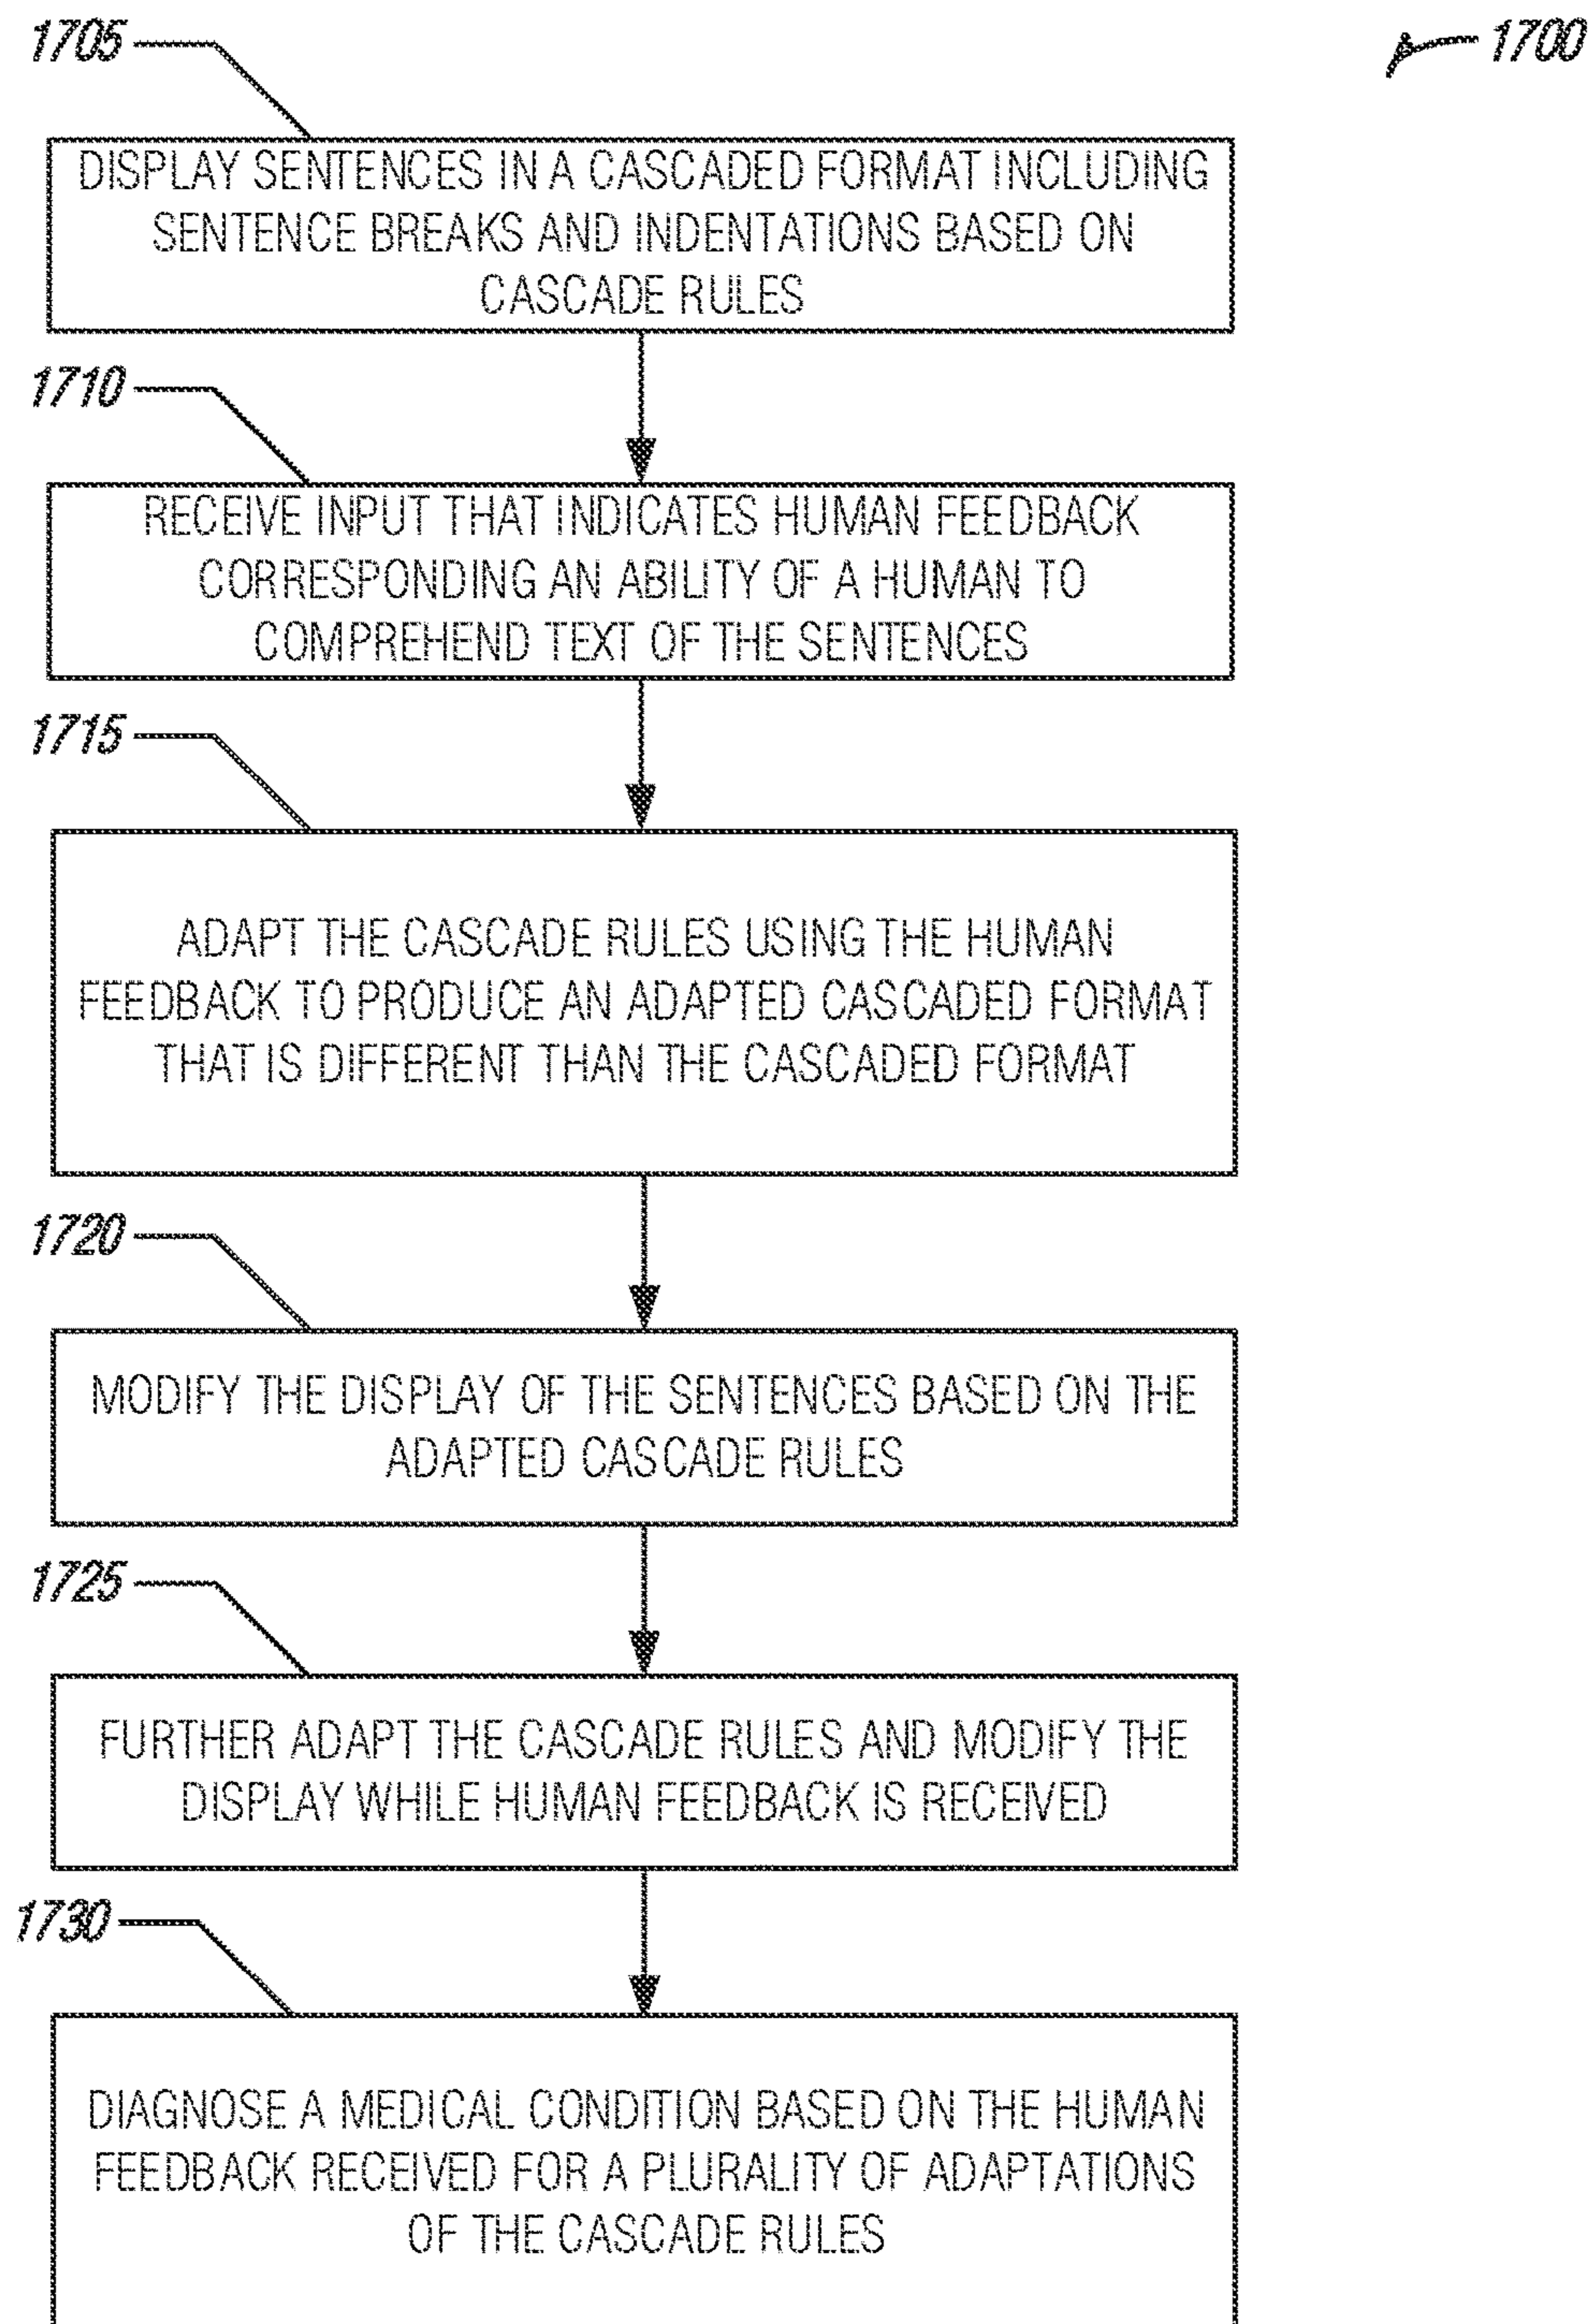 1705
1700
DISPLAY SENTENCES IN A CASCADED FORMAT INCLUDING
SENTENCE BREAKS AND INDENTATIONS BASED ON
CASCADE RULES
1710
RECEIVE INPUT THAT INDICATES HUMAN FEEDBACK
CORRESPONDING AN ABILITY OF A HUMAN TO
COMPREHEND TEXT OF THE SENTENCES
1715
ADAPT THE CASCADE RULES USING THE HUMAN
FEEDBACK TO PRODUCE AN ADAPTED CASCADED FORMAT
THAT IS DIFFERENT THAN THE CASCADED FORMAT
1720
MODIFY THE DISPLAY OF THE SENTENCES BASED ON THE
ADAPTED CASCADE RULES
1725
FURTHER ADAPT THE CASCADE RULES AND MODIFY THE
DISPLAY WHILE HUMAN FEEDBACK IS RECEIVED
1730
DIAGNOSE A MEDICAL CONDITION BASED ON THE HUMAN
FEEDBACK RECEIVED FOR A PLURALITY OF ADAPTATIONS
OF THE CASCADE RULES